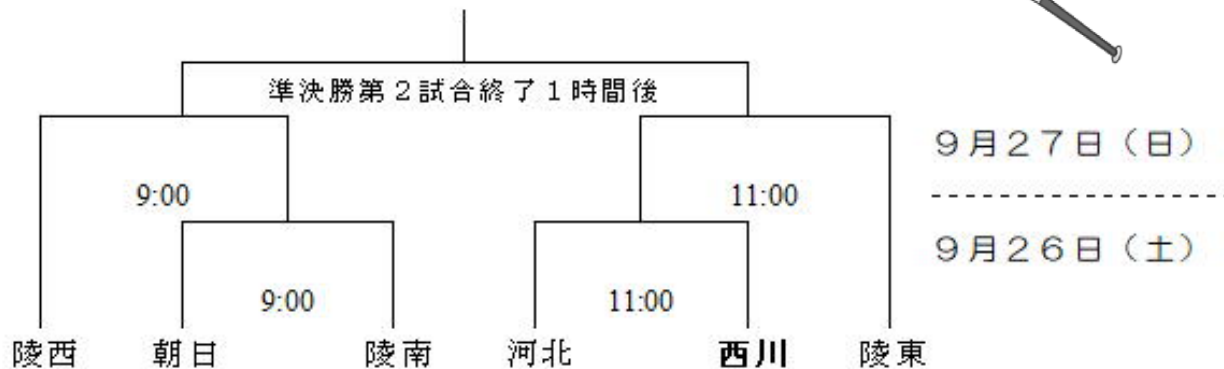 準決勝第２試合終了１時間後
９月２７日（日）
9:00
11:00
９月２６日（土）
9:00
11:00
陵西
朝日
陵南
河北
西川
陵東